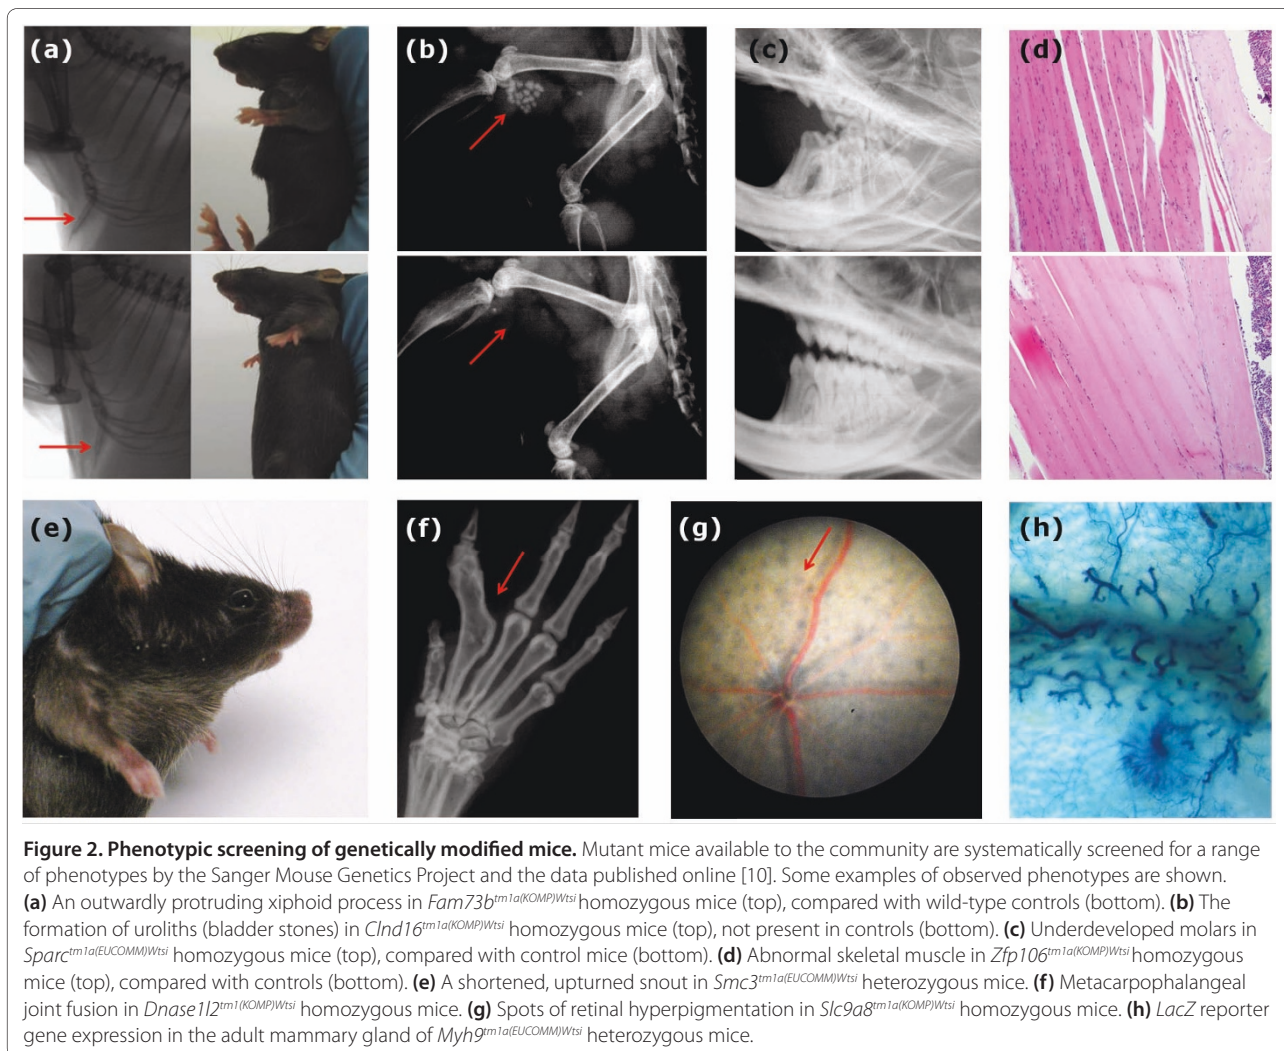 (a) (b) (c) (d)
(e) (f) (g) (h)
Figure 2. Phenotypic screening of genetically modified mice. Mutant mice available to the community are systematically screened for a range
of phenotypes by the Sanger Mouse Genetics Project and the data published online [10]. Some examples of observed phenotypes are shown.
(a) An outwardly protruding xiphoid process in Fam73btm1a(KOMP)Wtsi homozygous mice (top), compared with wild-type controls (bottom). (b) The
formation of uroliths (bladder stones) in Clnd16tm1a(KOMP)Wtsi homozygous mice (top), not present in controls (bottom). (c) Underdeveloped molars in
Sparctm1a(EUCOMM)Wtsi homozygous mice (top), compared with control mice (bottom). (d) Abnormal skeletal muscle in Zfp106tm1a(KOMP)Wtsi homozygous
mice (top), compared with controls (bottom). (e) A shortened, upturned snout in Smc3tm1a(EUCOMM)Wtsi heterozygous mice. (f) Metacarpophalangeal
joint fusion in Dnase1l2tm1(KOMP)Wtsi homozygous mice. (g) Spots of retinal hyperpigmentation in Slc9a8tm1a(KOMP)Wtsi homozygous mice. (h) LacZ reporter
gene expression in the adult mammary gland of Myh9tm1a(EUCOMM)Wtsi heterozygous mice.